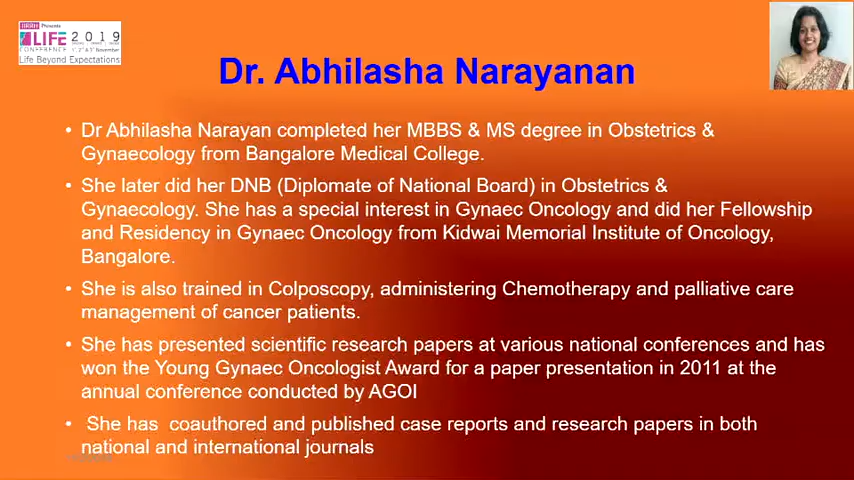 Presents
LIFE 2019
CONFERENCE
Life Beyond Expectations
Dr. Abhilasha Narayanan
• Dr Abhilasha Narayan completed her MBBS & MS degree in Obstetrics &
Gynaecology from Bangalore Medical College.
• She later did her DNB (Diplomate of National Board) in Obstetrics &
Gynaecology. She has a special interest in Gynaec Oncology and did her Fellowship
and Residency in Gynaec Oncology from Kidwai Memorial Institute of Oncology,
Bangalore.
• She is also trained in Colposcopy, administering Chemotherapy and palliative care
management of cancer patients.
• She has presented scientific research papers at various national conferences and has
won the Young Gynaec Oncologist Award for a paper presentation in 2011 at the
annual conference conducted by AGOI
• She has coauthored and published case reports and research papers in both
national and international journals